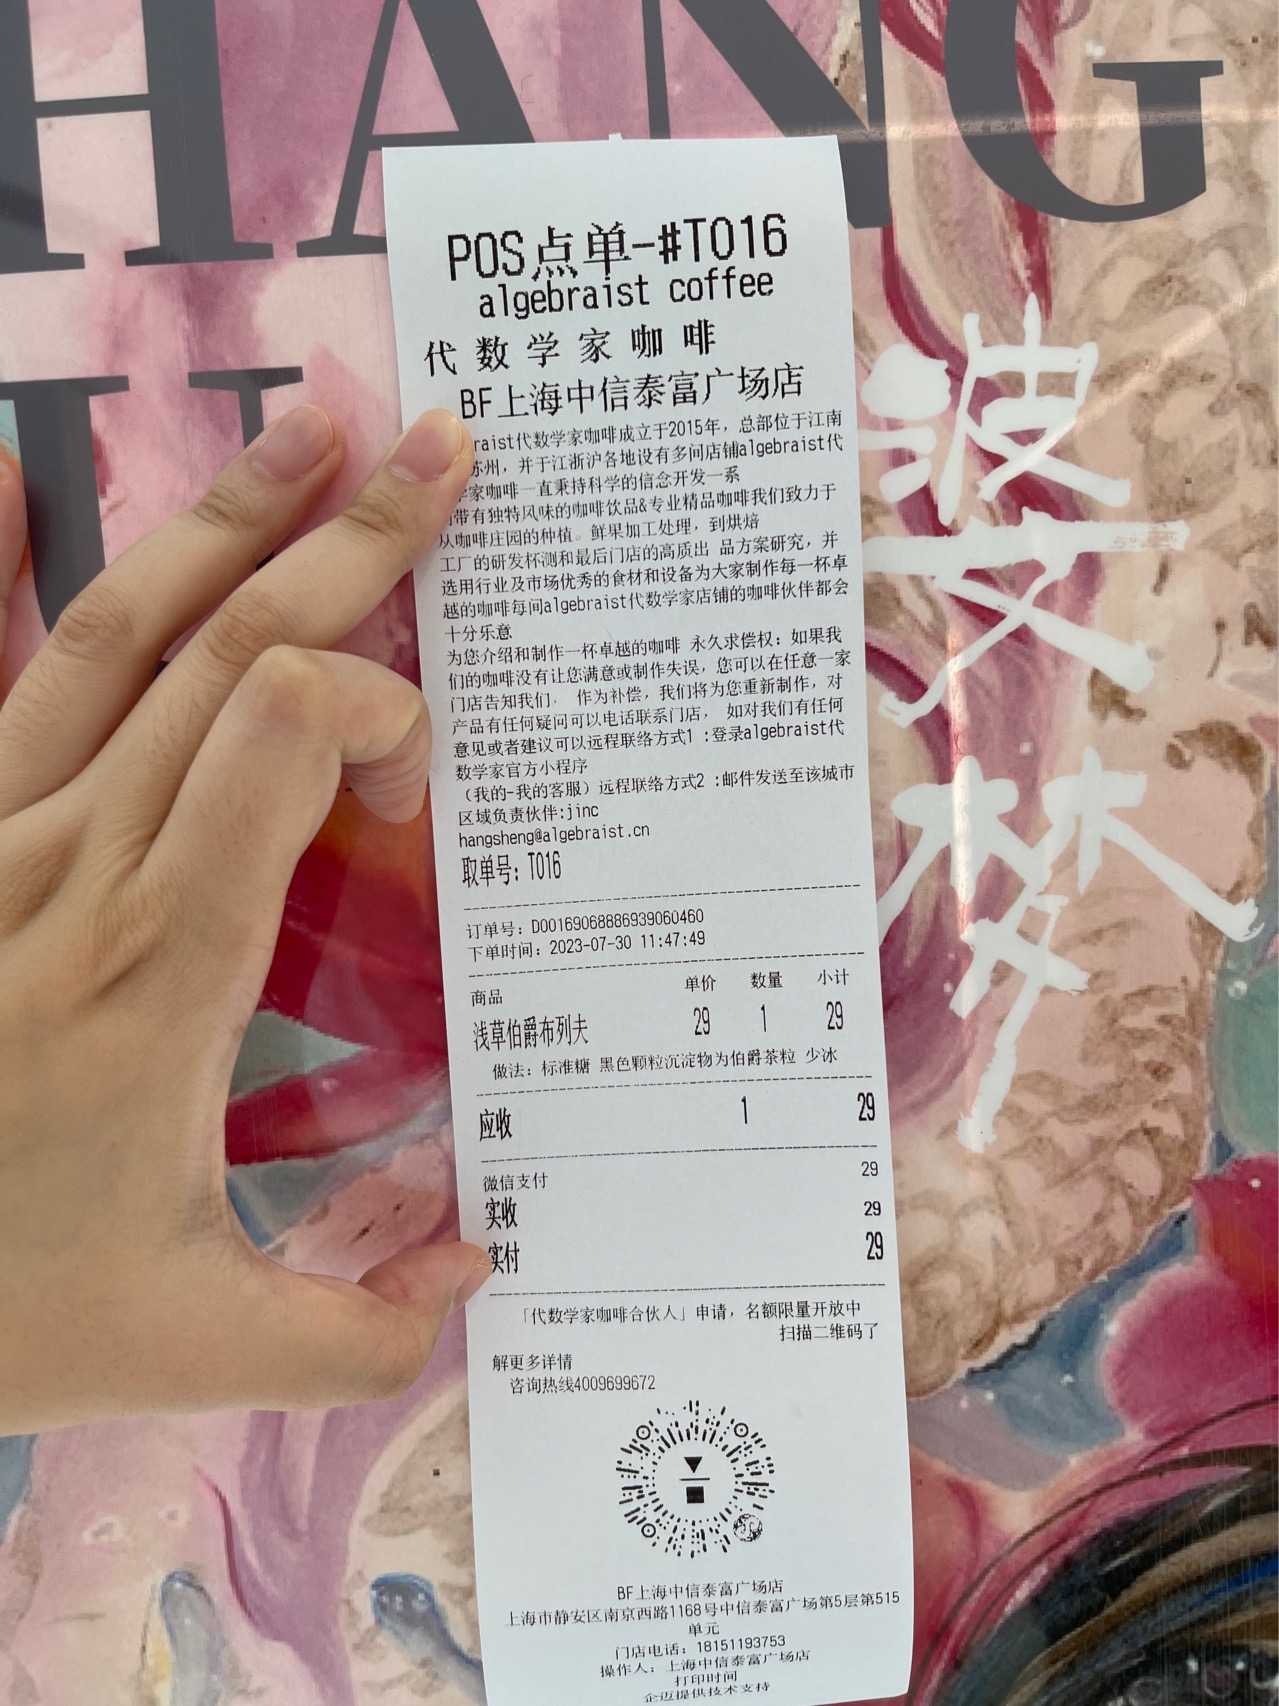 HANG
POS点单-#T016
algebraist coffee
代数学家咖啡
BF上海中信泰富广场店
raist代数学家咖啡成立于2015年，总部位于江南
苏州，并于江浙沪各地设有多间店铺algebraist代
学家咖啡一直秉持科学的信念开发一系
带有独特风味的咖啡饮品&专业精品咖啡我们致力于
从咖啡庄园的种植。鲜果加工处理，到烘焙
工厂的研发杯测和最后门店的高质出 品方案研究，并
选用行业及市场优秀的食材和设备为大家制作每一杯卓
越的咖啡每间algebraist代数学家店铺的咖啡伙伴都会
十分乐意
为您介绍和制作一杯卓越的咖啡 永久求偿权：如果我
们的咖啡没有让您满意或制作失误，您可以在任意一家
门店告知我们. 作为补偿，我们将为您重新制作，对
产品有任何疑问可以电话联系门店， 如对我们有任何
意见或者建议可以远程联络方式1 :登录algebraist代
数学家官方小程序
（我的-我的客服）远程联络方式2 :邮件发送至该城市
区域负责伙伴:jinc
hangsheng@algebraist.cn
取单号：T016
订单号：D00169068886939060460
下单时间：2023-07-30 11:47:49
商品 单价 数量 小计
浅草伯爵布列夫 29 1 29
做法：标准糖 黑色颗粒沉淀物为伯爵茶粒 少冰
应收 1 29
微信支付 29
实收 29
实付 29
「代数学家咖啡合伙人」申请，名额限量开放中
扫描二维码了
解更多详情
咨询热线4009699672
BF上海中信泰富广场店
上海市静安区南京西路1168号中信泰富广场第5层第515
单元
门店电话：18151193753
操作人：上海中信泰富广场店
打印时间
企迈提供技术支持
波
文
梦